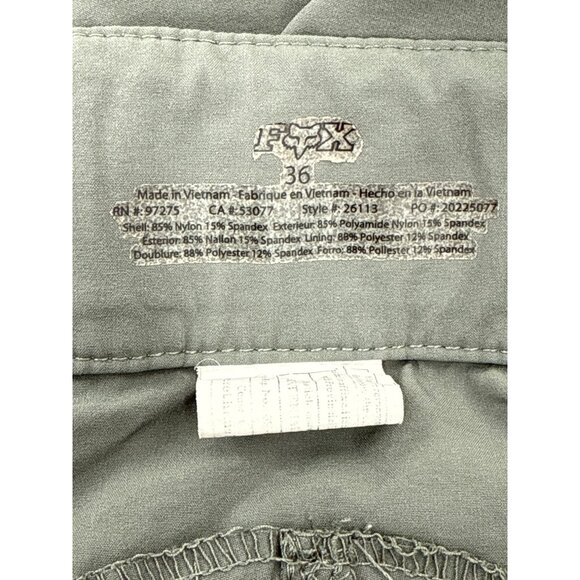 FOX
36
Made in Vietnam - Fabrique en Vietnam - Hecho en la Vietnam
RN #: 97275 CA #:53077 Style #: 26113 PO #: 20225077
Shell: 85% Nylon 15% Spandex Exterieur: 85% Polyamide Nylon 15% Spandex
Exterior: 85% Nallon 15% Spandex Lining: 88% Polyester 12% Spandex
Doublure: 88% Polyester 12% Spandex Forro: 88% Poliester 12% Spandex